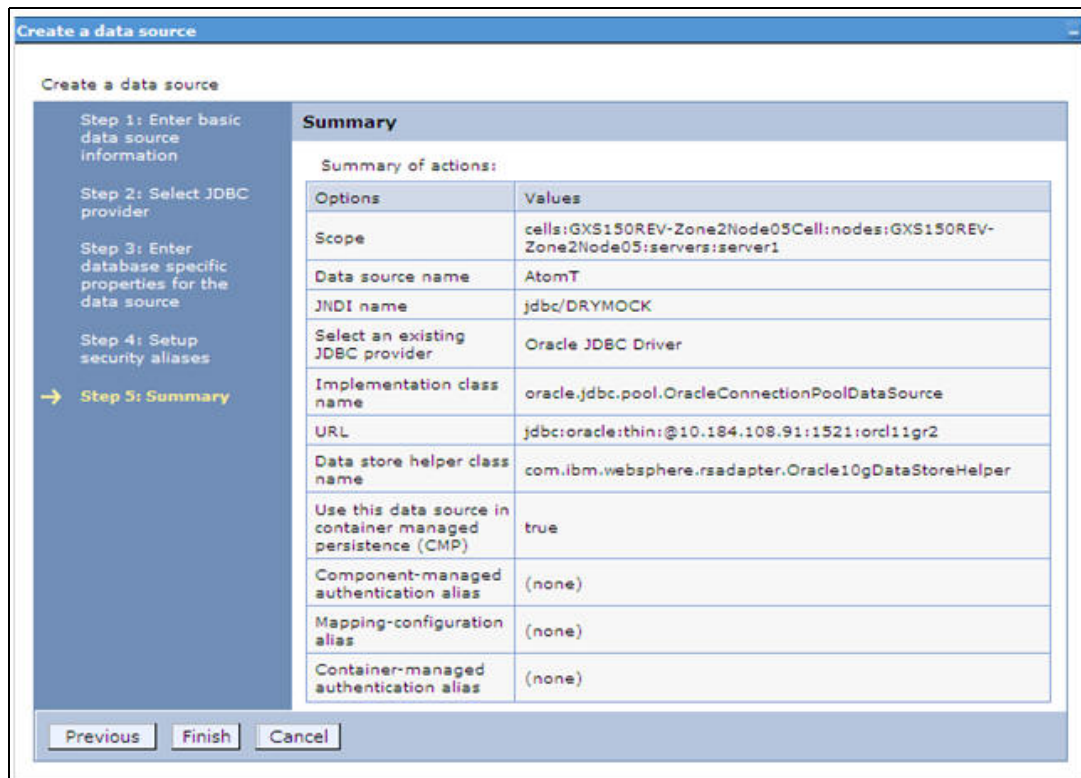 Create a data source
Create a data source
Step 1: Enter basic
data source
information
Step 2: Select JDBC
provider
Step 3: Enter
database specific
properties for the
data source
Step 4: Setup
security aliases
Step 5: Summary
Summary
Summary of actions:
Options Values
Scope cells:GXS150REV-Zone2Node05Cell:nodes:GXS150REV-
Zone2Node05:servers:server1
Data source name AtomT
JNDI name jdbc/DRYMOCK
Select an existing
JDBC provider Oracle JDBC Driver
Implementation class
name oracle.jdbc.pool.OracleConnectionPoolDataSource
URL jdbc:oracle:thin:@10.184.108.91:1521:orcl11gr2
Data store helper class
name com.ibm.websphere.rsadapter.Oracle10gDataStoreHelper
Use this data source in
container managed
persistence (CMP) true
Component-managed
authentication alias (none)
Mapping-configuration
alias (none)
Container-managed
authentication alias (none)
Previous Finish Cancel